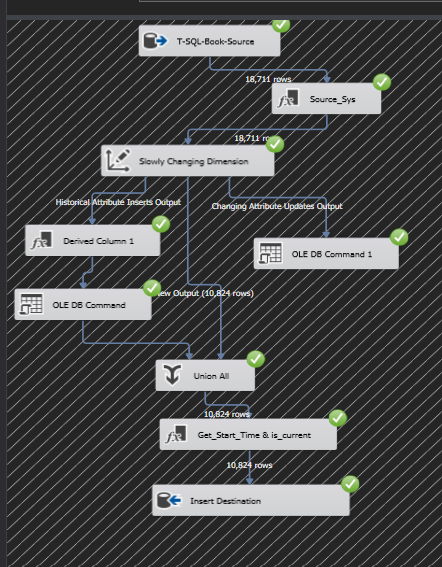 T-SQL-Book-Source
18,711 rows
Source_Sys
18,711 rows
Slowly Changing Dimension
Historical Attribute Inserts Output
Changing Attribute Updates Output
Derived Column 1
OLE DB Command 1
New Output (10,824 rows)
OLE DB Command
Union All
10,824 rows
Get_Start_Time & is_current
10,824 rows
Insert Destination